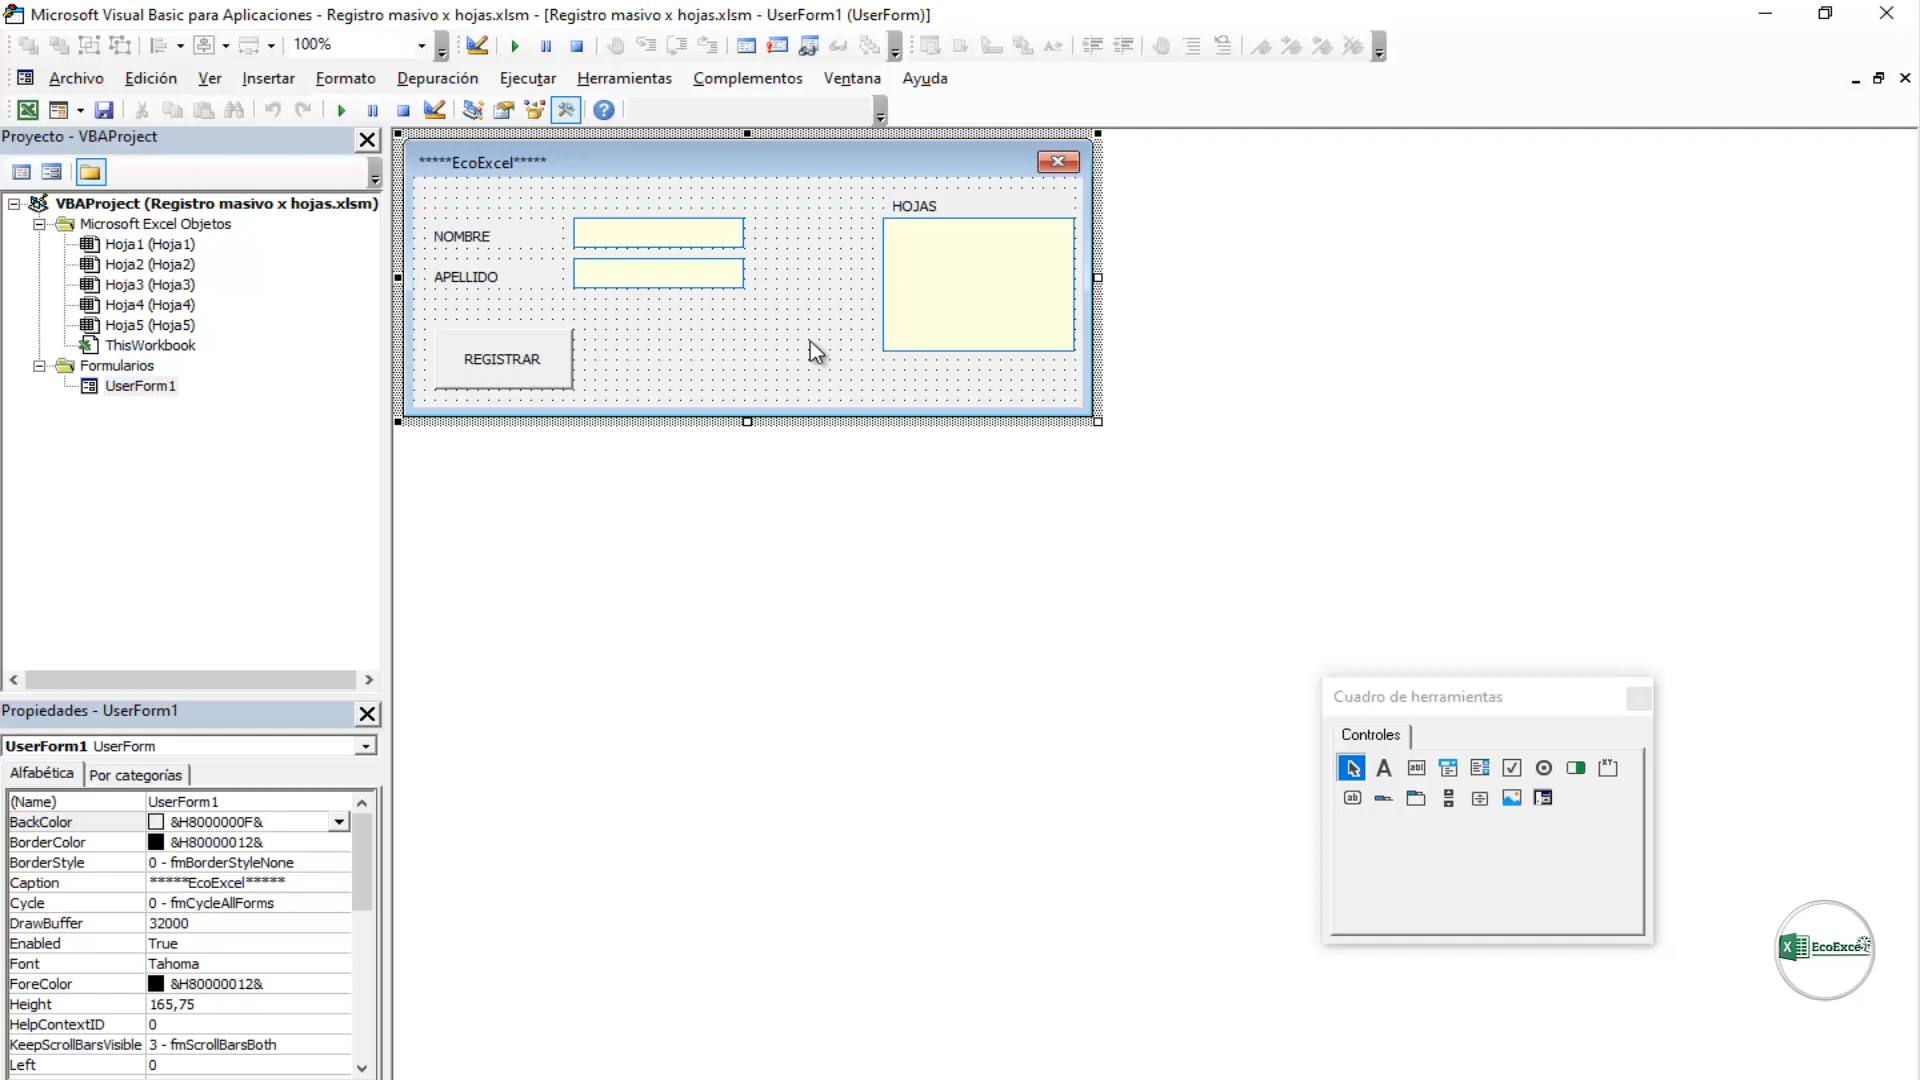 Microsoft Visual Basic para Aplicaciones - Registro masivo x hojas.xlsm - [Registro masivo x hojas.xlsm - UserForm1 (UserForm)]
100%
Archivo Edición Ver Insertar Formato Depuración Ejecutar Herramientas Complementos Ventana Ayuda
Proyecto - VBAProject
VBAProject (Registro masivo x hojas.xlsm)
Microsoft Excel Objetos
Hoja1 (Hoja1)
Hoja2 (Hoja2)
Hoja3 (Hoja3)
Hoja4 (Hoja4)
Hoja5 (Hoja5)
ThisWorkbook
Formularios
UserForm1
*****EcoExcel*****
HOJAS
NOMBRE
APELLIDO
REGISTRAR
Propiedades - UserForm1
UserForm1 UserForm
Alfabética Por categorías
(Name) UserForm1
BackColor &H8000000F&
BorderColor &H80000012&
BorderStyle 0 - fmBorderStyleNone
Caption *****EcoExcel*****
Cycle 0 - fmCycleAllForms
DrawBuffer 32000
Enabled True
Font Tahoma
ForeColor &H80000012&
Height 165,75
HelpContextID 0
KeepScrollBarsVisible 3 - fmScrollBarsBoth
Left 0
Cuadro de herramientas
Controles
A abl XY
ab
X EcoExcel